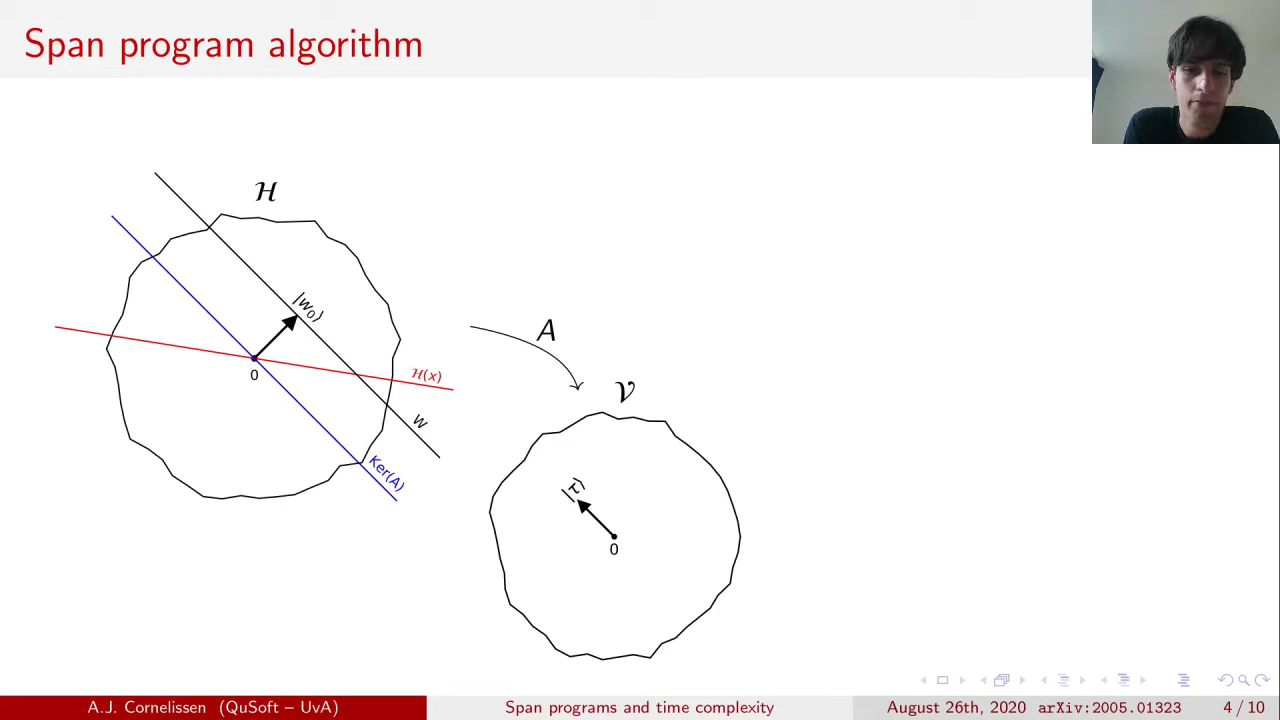 Span program algorithm
ℋ
|w₀⟩
0
ℋ(x)
W
Ker(A)
A
𝒱
|τ⟩
0
A.J. Cornelissen (QuSoft – UvA)
Span programs and time complexity
August 26th, 2020 arXiv:2005.01323
4 / 10